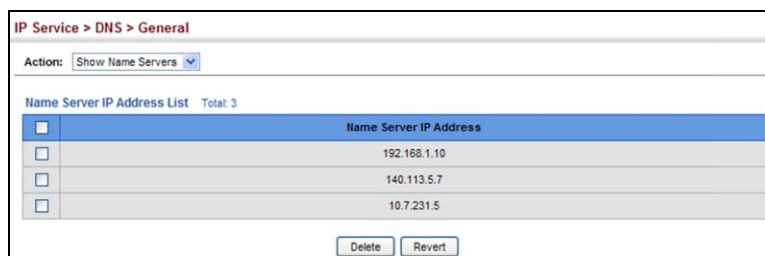 IP Service > DNS > General
Action: Show Name Servers
Name Server IP Address List Total: 3
Name Server IP Address
192.168.1.10
140.113.5.7
10.7.231.5
Delete Revert